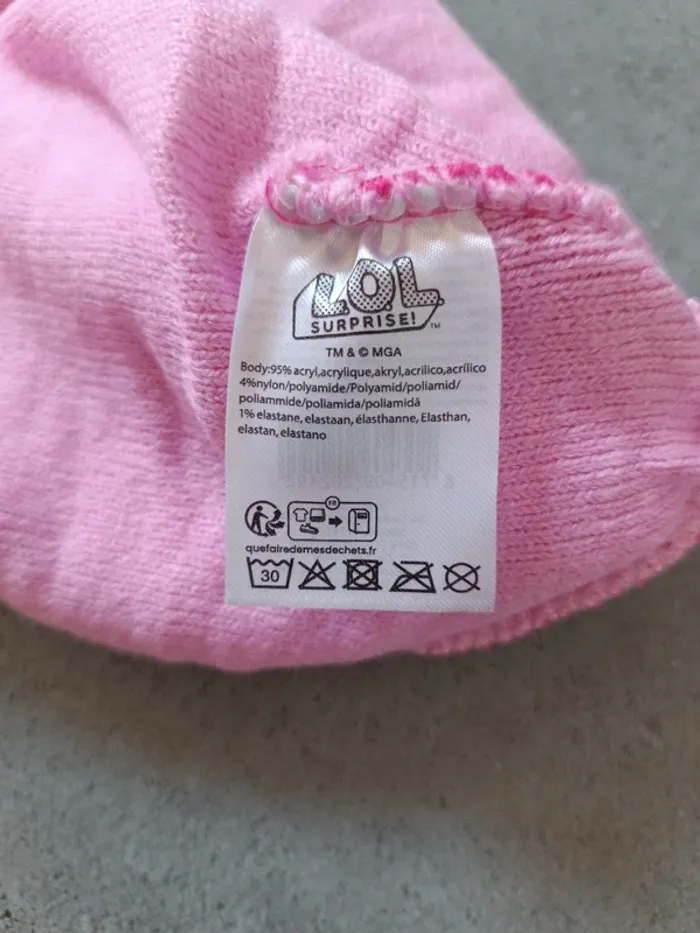 L.O.L.
SURPRISE!™
TM & © MGA
Body:95% acryl,acrylique,akryl,acrilico,acrílico
4%nylon/polyamide/Polyamid/poliamid/
poliammide/poliamida/poliamidă
1% elastane, elastaan, élasthanne, Elasthan,
elastan, elastano
FR
quefairedemesdechets.fr
30